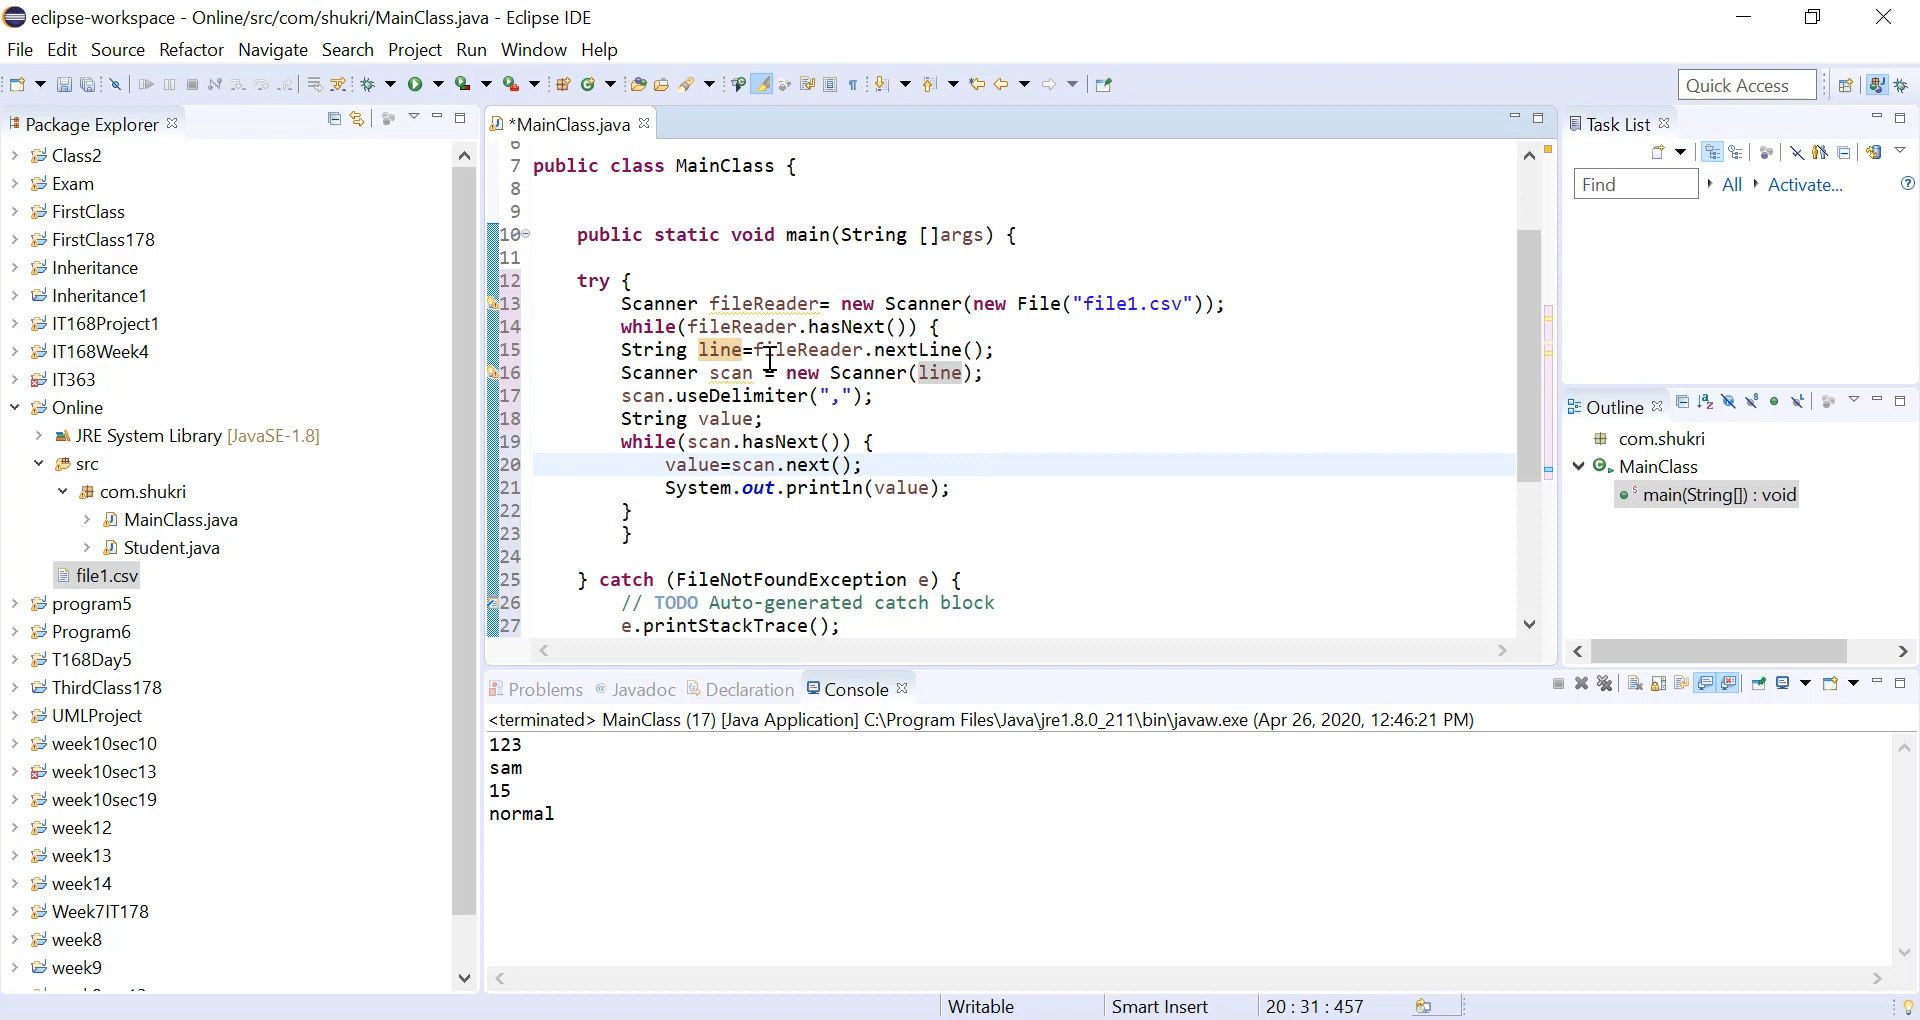 eclipse-workspace - Online/src/com/shukri/MainClass.java - Eclipse IDE
File Edit Source Refactor Navigate Search Project Run Window Help
Quick Access
Package Explorer
Class2
Exam
FirstClass
FirstClass178
Inheritance
Inheritance1
IT168Project1
IT168Week4
IT363
Online
JRE System Library [JavaSE-1.8]
src
com.shukri
MainClass.java
Student.java
file1.csv
program5
Program6
T168Day5
ThirdClass178
UMLProject
week10sec10
week10sec13
week10sec19
week12
week13
week14
Week7IT178
week8
week9
*MainClass.java
6
7 public class MainClass {
8
9
10 public static void main(String []args) {
11
12 try {
13 Scanner fileReader= new Scanner(new File("file1.csv"));
14 while(fileReader.hasNext()) {
15 String line=fileReader.nextLine();
16 Scanner scan = new Scanner(line);
17 scan.useDelimiter(",");
18 String value;
19 while(scan.hasNext()) {
20 value=scan.next();
21 System.out.println(value);
22 }
23 }
24
25 } catch (FileNotFoundException e) {
26 // TODO Auto-generated catch block
27 e.printStackTrace();
Task List
Find All Activate...
Outline
com.shukri
MainClass
main(String[]) : void
Problems Javadoc Declaration Console
<terminated> MainClass (17) [Java Application] C:\Program Files\Java\jre1.8.0_211\bin\javaw.exe (Apr 26, 2020, 12:46:21 PM)
123
sam
15
normal
Writable Smart Insert 20 : 31 : 457